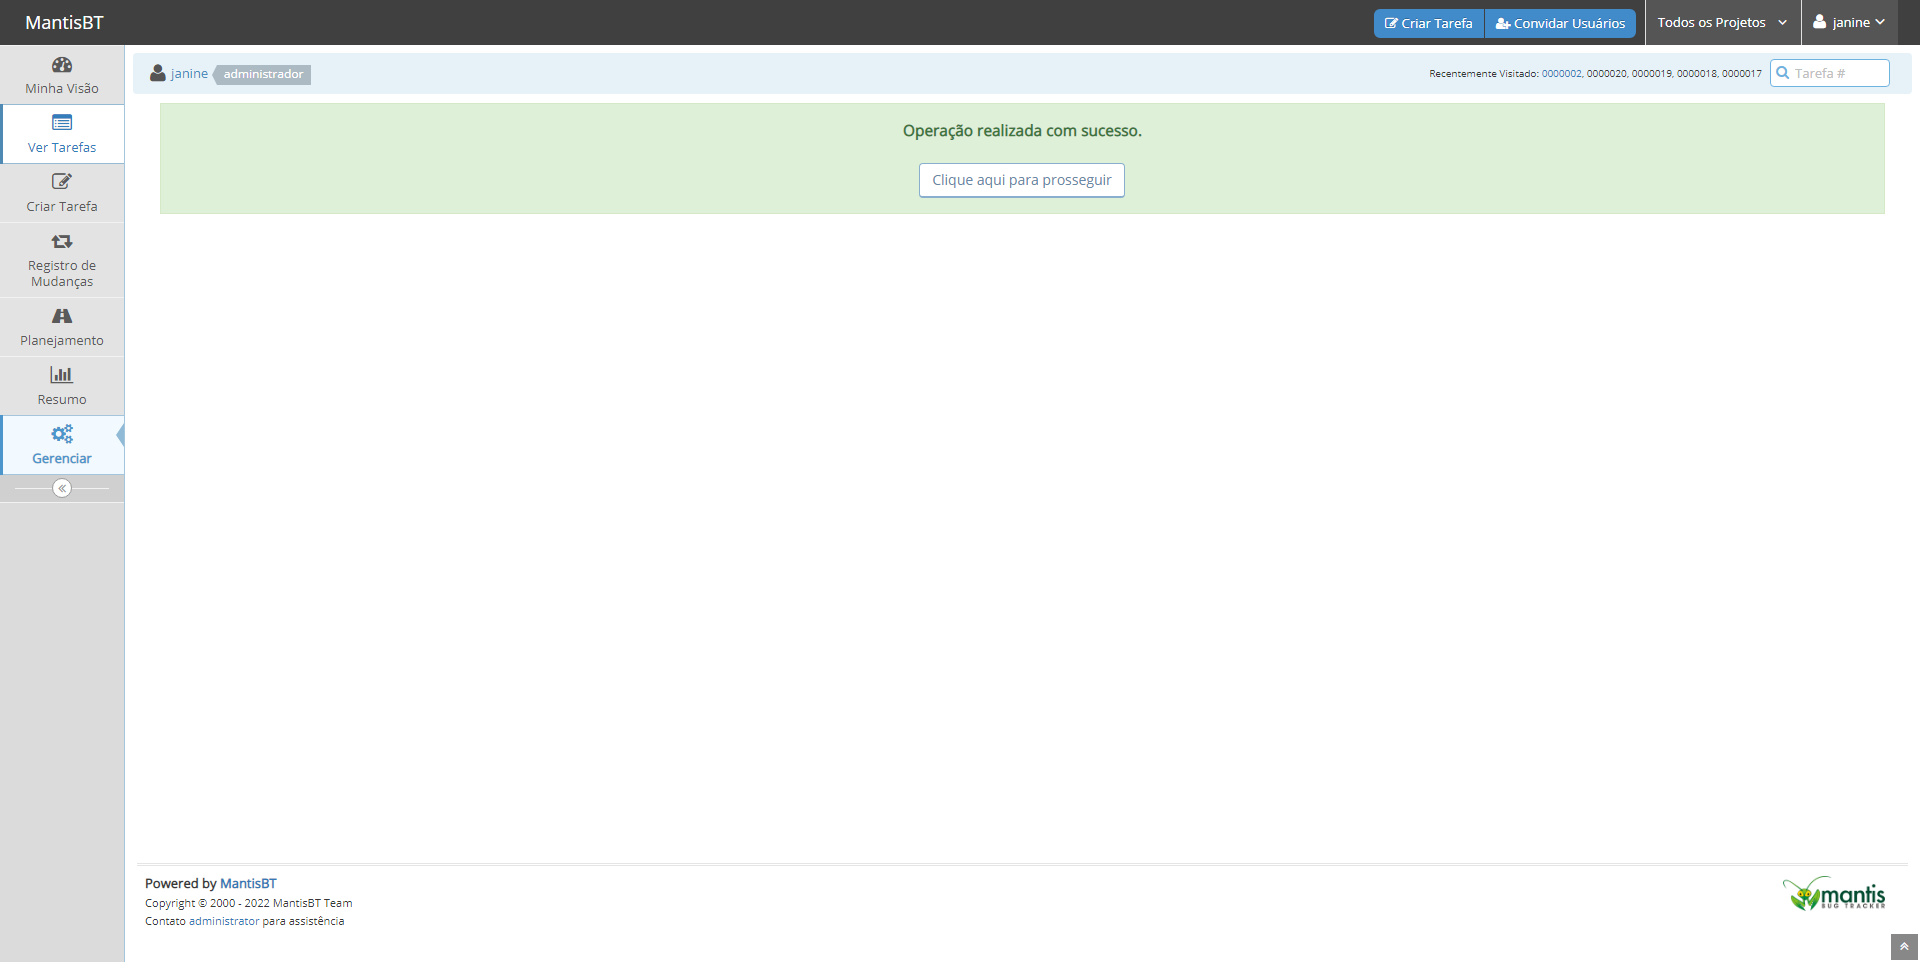 MantisBT
Criar Tarefa
Convidar Usuários
Todos os Projetos
janine
Minha Visão
Ver Tarefas
Criar Tarefa
Registro de
Mudanças
Planejamento
Resumo
Gerenciar
janine administrador
Recentemente Visitado: 0000002, 0000020, 0000019, 0000018, 0000017
Tarefa #
Operação realizada com sucesso.
Clique aqui para prosseguir
Powered by MantisBT
Copyright © 2000 - 2022 MantisBT Team
Contato administrator para assistência
mantis
BUG TRACKER